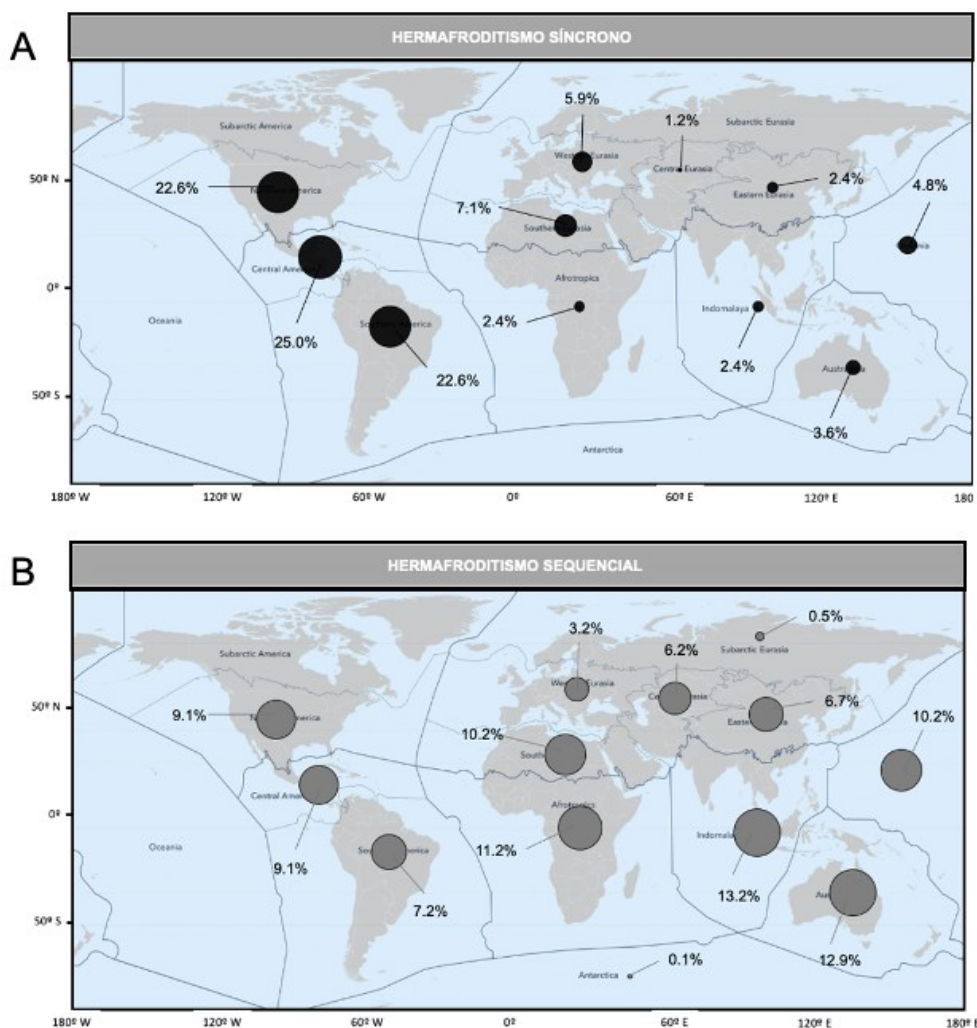 A
HERMAFRODITISMO SÍNCRONO
Subarctic America
5.9%
1.2%
Subarctic Eurasia
50º N
22.6%
Central Eurasia
2.4%
4.8%
Eastern Eurasia
7.1%
Central
Afrotropics
0º
Oceania
2.4%
Indomalaya
25.0%
2.4%
22.6%
50º S
3.6%
Antarctica
180º W
120º W
60º W
0º
60º E
120º E
180
B
HERMAFRODITISMO SEQUENCIAL
0.5%
3.2%
6.2%
Subarctic America
Subarctic Eurasia
50º N
9.1%
6.7%
10.2%
10.2%
Central
Afrotropics
0º
Oceania
11.2%
9.1%
13.2%
7.2%
50º S
12.9%
0.1%
Antarctica
180º W
120º W
60º W
0º
60º E
120º E
180º